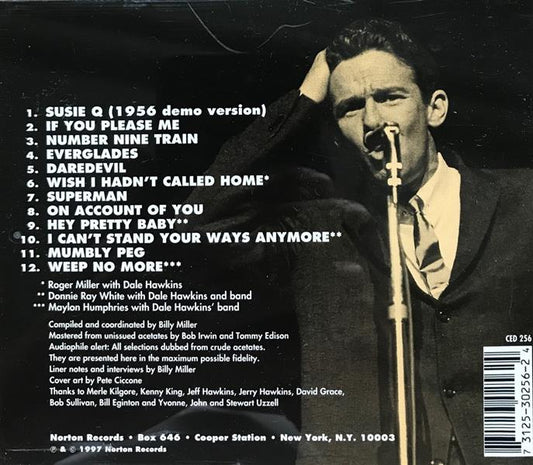 1. SUSIE Q (1956 demo version)
2. IF YOU PLEASE ME
3. NUMBER NINE TRAIN
4. EVERGLADES
5. DAREDEVIL
6. WISH I HADN'T CALLED HOME*
7. SUPERMAN
8. ON ACCOUNT OF YOU
9. HEY PRETTY BABY**
10. I CAN'T STAND YOUR WAYS ANYMORE**
11. MUMBLY PEG
12. WEEP NO MORE***
* Roger Miller with Dale Hawkins
** Donnie Ray White with Dale Hawkins and band
*** Maylon Humphries with Dale Hawkins' band
Compiled and coordinated by Billy Miller
Mastered from unissued acetates by Bob Irwin and Tommy Edison
Audiophile alert: All selections dubbed from crude acetates.
They are presented here in the maximum possible fidelity.
Liner notes and interviews by Billy Miller
Cover art by Pete Ciccone
Thanks to Merle Kilgore, Kenny King, Jeff Hawkins, Jerry Hawkins, David Grace,
Bob Sullivan, Bill Eginton and Yvonne, John and Stewart Uzzell
Norton Records • Box 646 • Cooper Station • New York, N.Y. 10003
℗ & © 1997 Norton Records
CED 256
7 3125-30256-2 4